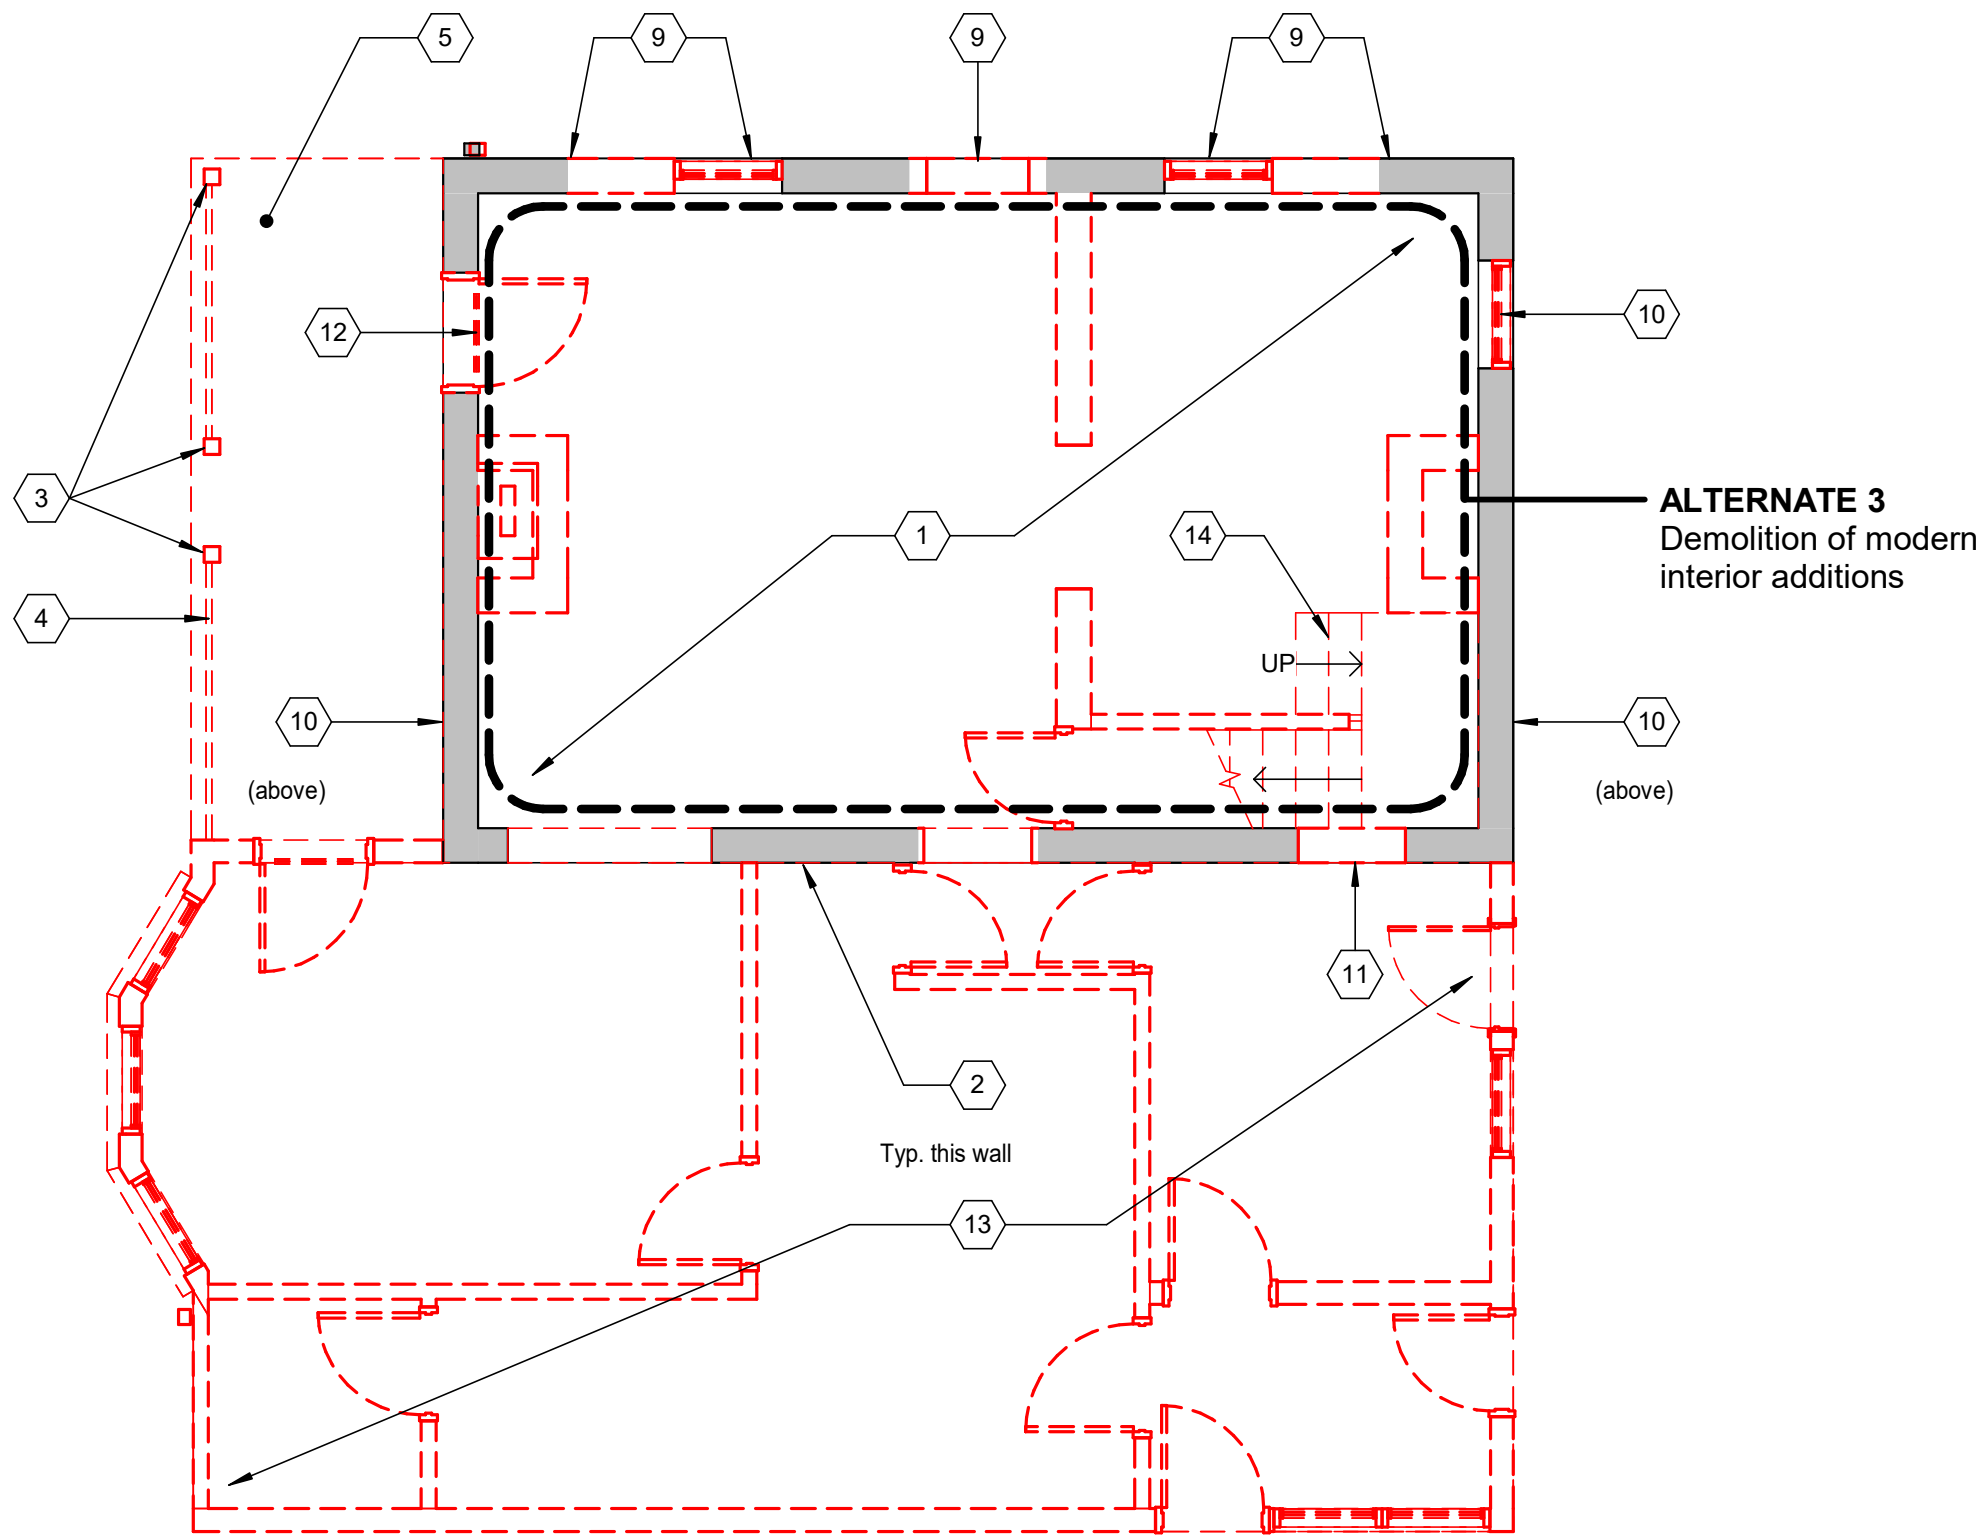 5
9
9
9
12
10
ALTERNATE 3
Demolition of modern
interior additions
3
1
14
4
UP
10
10
(above)
(above)
11
2
Typ. this wall
13